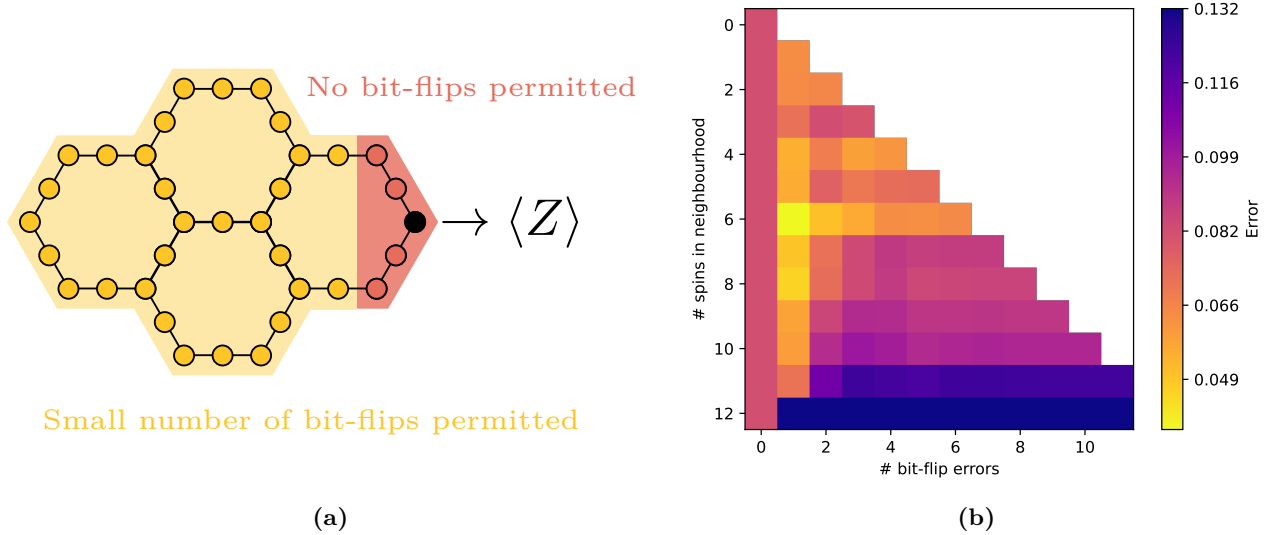 No bit-flips permitted
⟨Z⟩
Small number of bit-flips permitted
(a)
# spins in neighbourhood
0
2
4
6
8
10
12
0 2 4 6 8 10
# bit-flip errors
0.132
0.116
0.099
0.082
0.066
0.049
Error
(b)